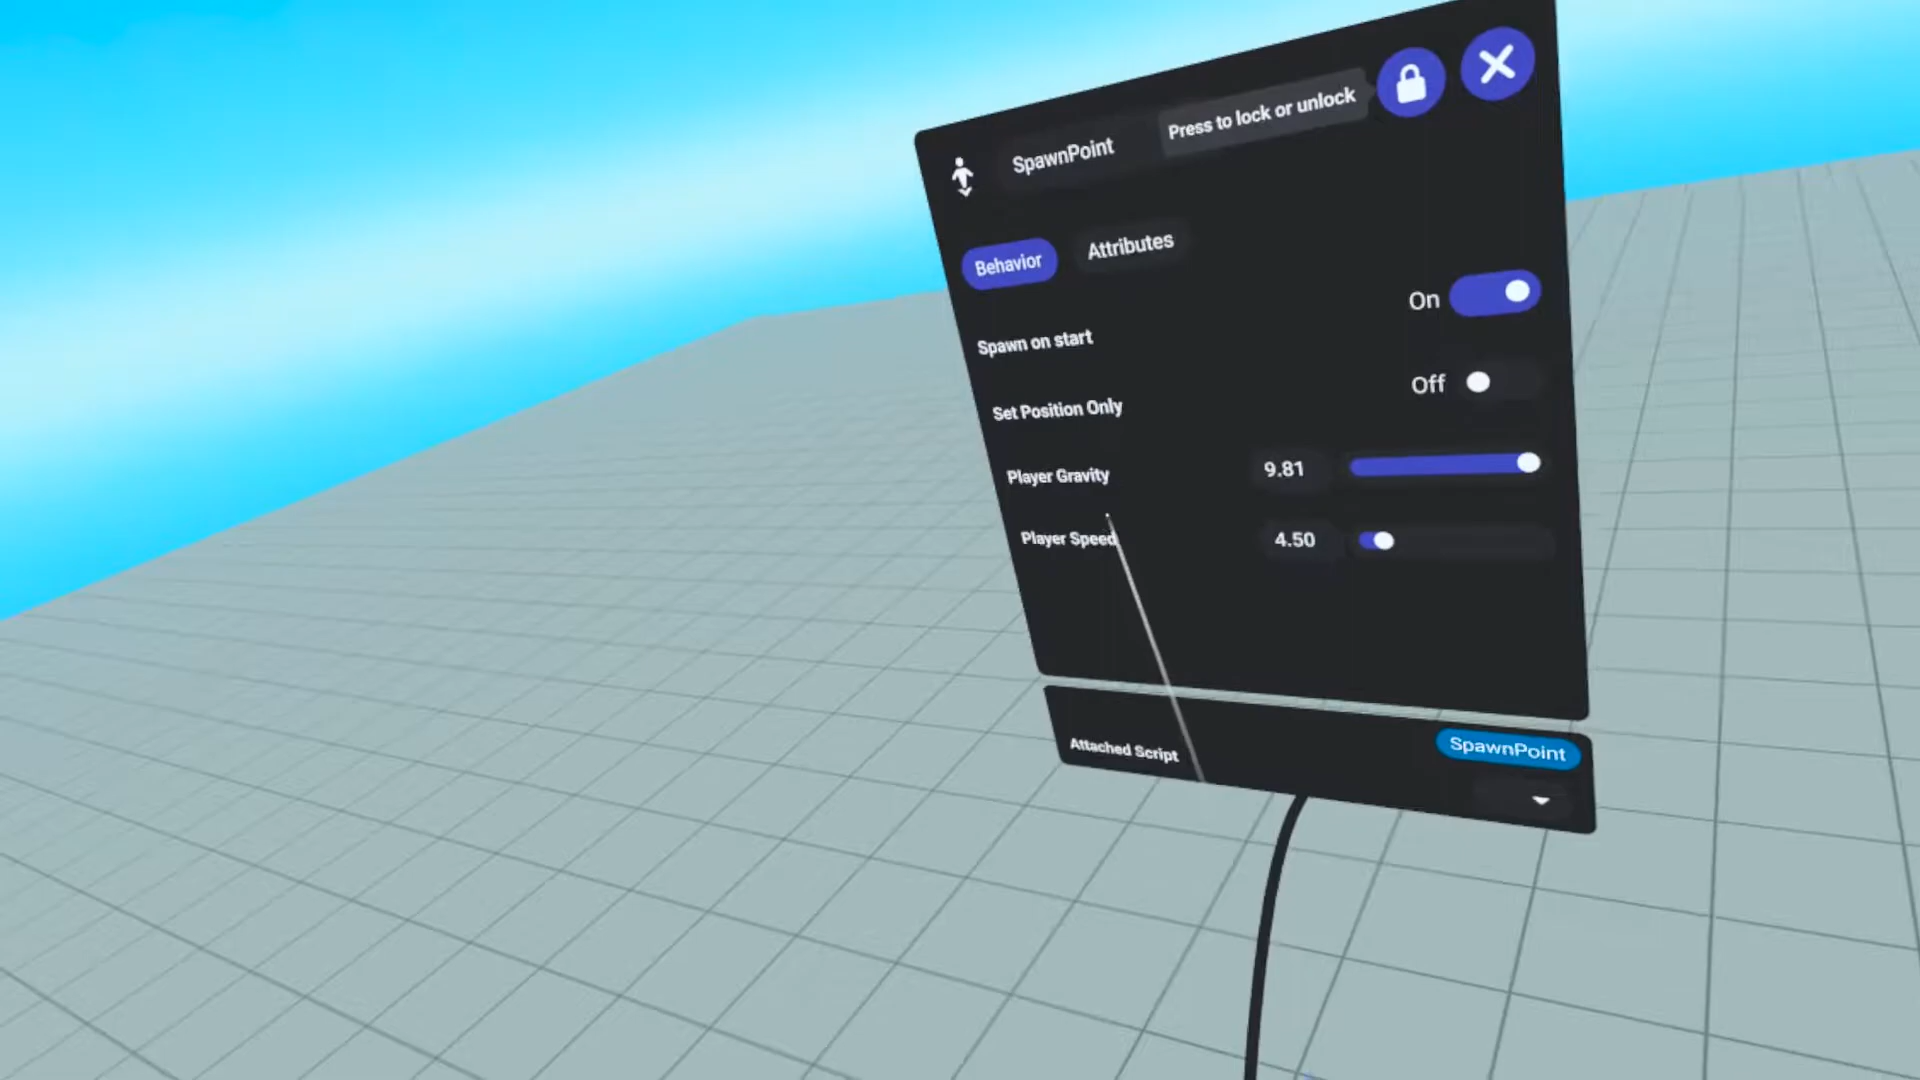 SpawnPoint
Press to lock or unlock
Behavior
Attributes
Spawn on start
On
Set Position Only
Off
Player Gravity
9.81
Player Speed
4.50
Attached Script
SpawnPoint